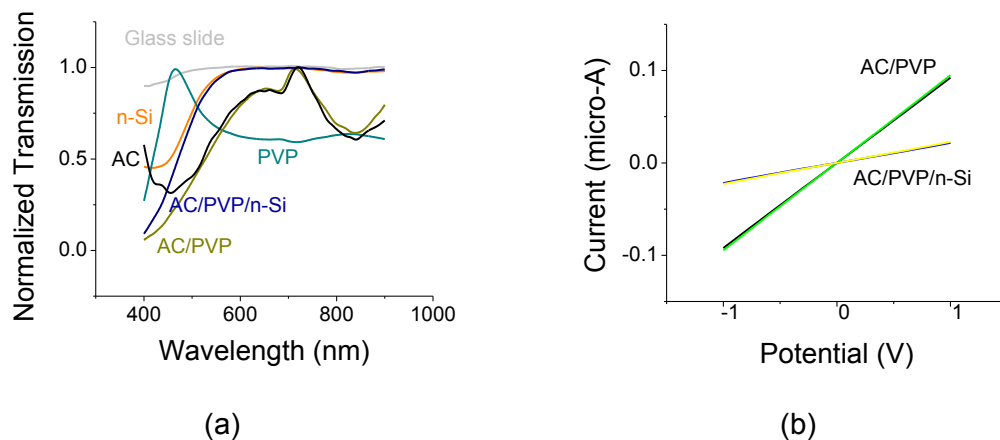 Normalized Transmission
1.0
0.5
0.0
Glass slide
n-Si
AC
PVP
AC/PVP/n-Si
AC/PVP
400
600
800
1000
Wavelength (nm)
(a)
Current (micro-A)
0.1
0.0
-0.1
AC/PVP
AC/PVP/n-Si
-1
0
1
Potential (V)
(b)